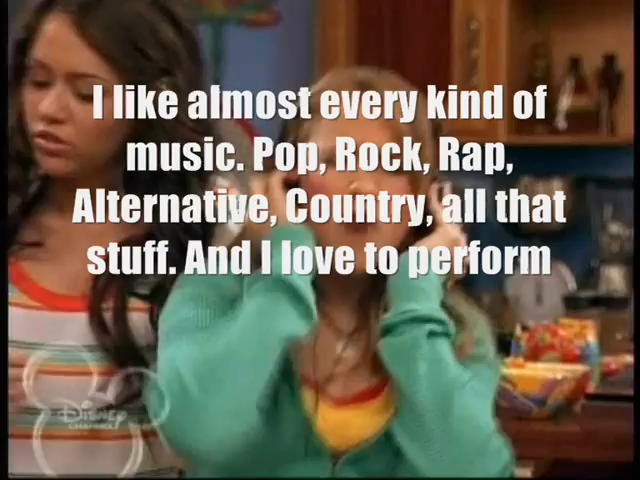 I like almost every kind of
music. Pop, Rock, Rap,
Alternative, Country, all that
stuff. And I love to perform
DISNEY
CHANNEL